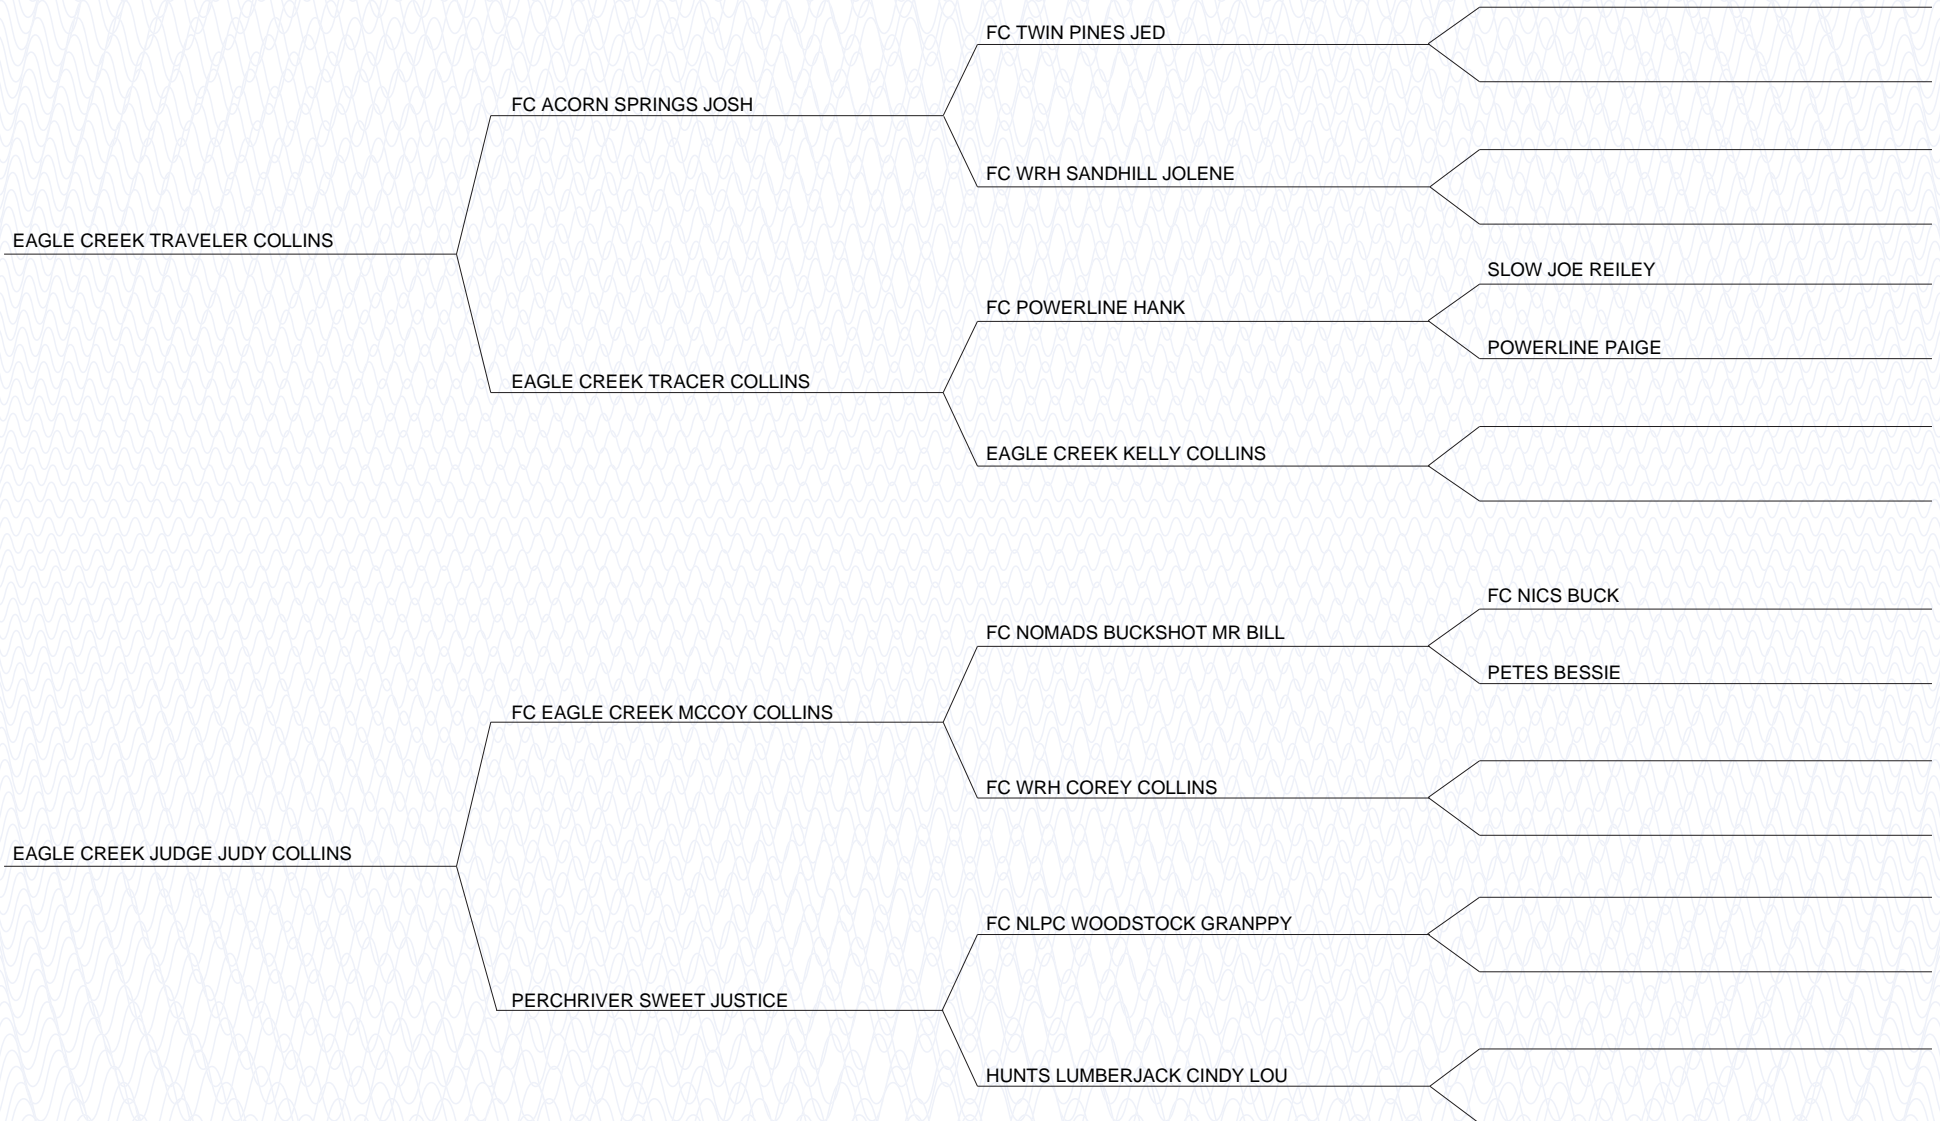 FC TWIN PINES JED
FC ACORN SPRINGS JOSH
FC WRH SANDHILL JOLENE
EAGLE CREEK TRAVELER COLLINS
SLOW JOE REILEY
FC POWERLINE HANK
POWERLINE PAIGE
EAGLE CREEK TRACER COLLINS
EAGLE CREEK KELLY COLLINS
FC NICS BUCK
FC NOMADS BUCKSHOT MR BILL
PETES BESSIE
FC EAGLE CREEK MCCOY COLLINS
FC WRH COREY COLLINS
EAGLE CREEK JUDGE JUDY COLLINS
FC NLPC WOODSTOCK GRANPPY
PERCHRIVER SWEET JUSTICE
HUNTS LUMBERJACK CINDY LOU